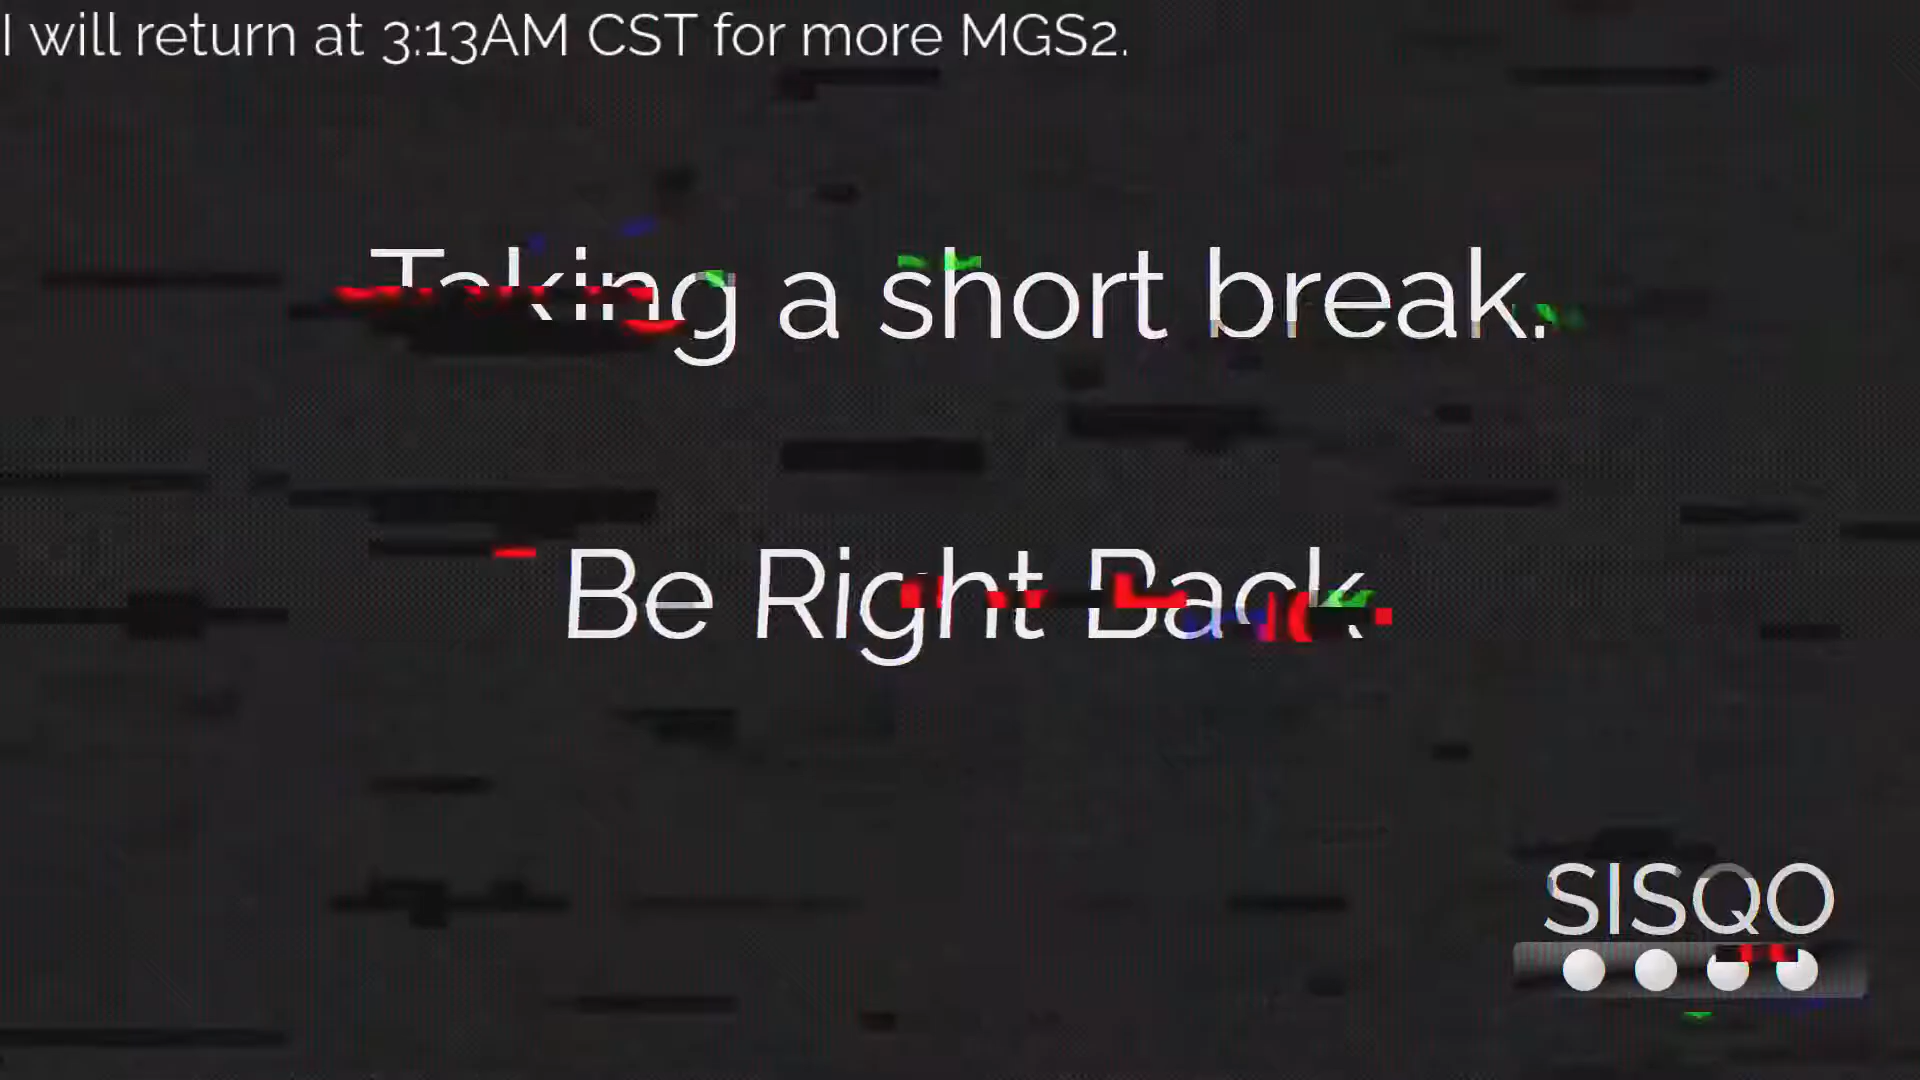 I will return at 3:13AM CST for more MGS2.
Taking a short break.
Be Right Back
SISQO